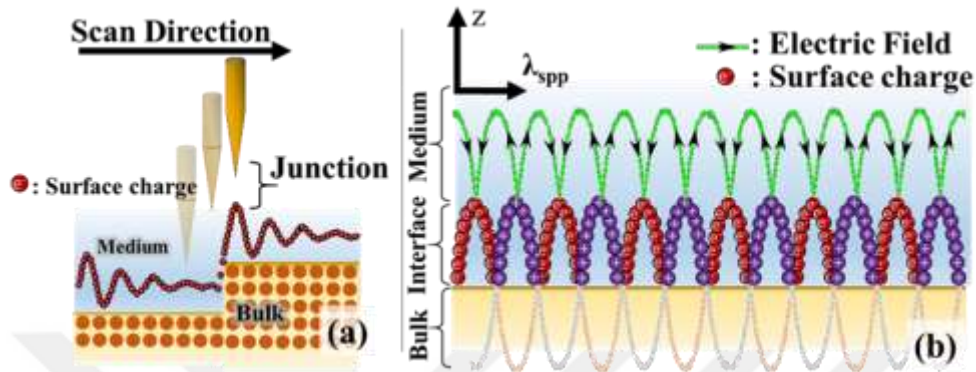 Scan Direction
Junction
: Surface charge
Medium
Bulk
(a)
Z
λspp
: Electric Field
: Surface charge
Medium
Interface
Bulk
(b)